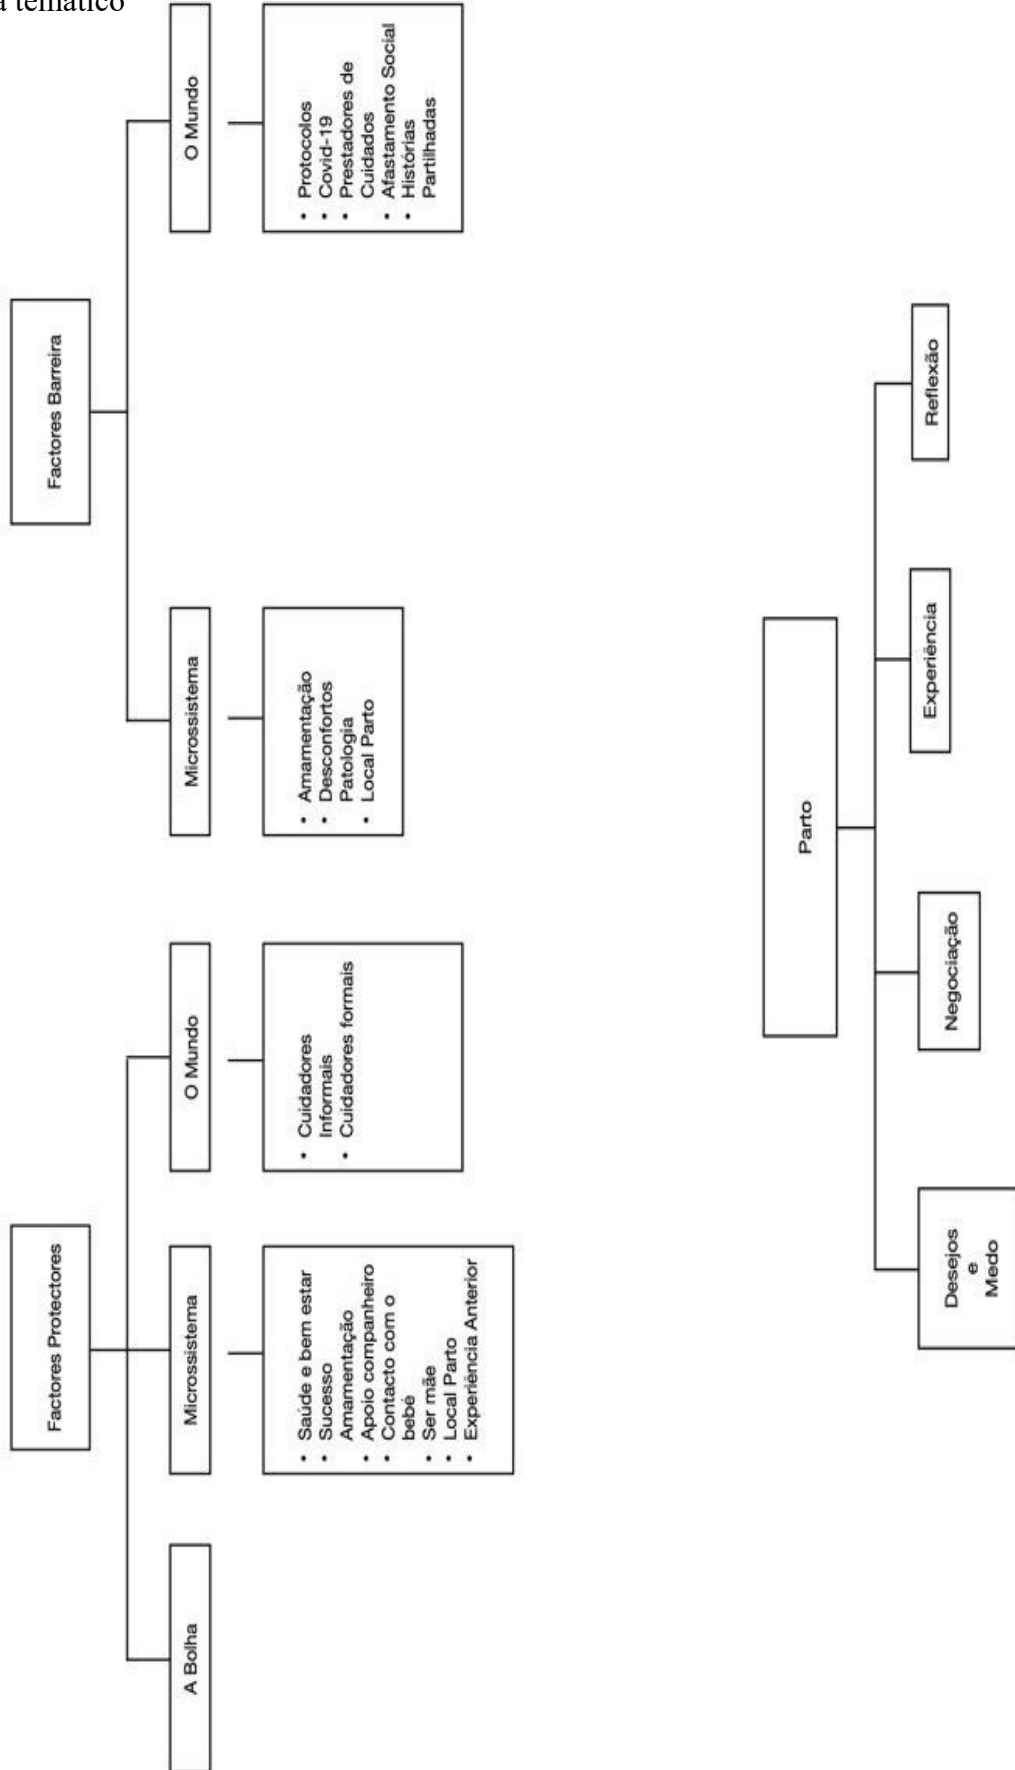 a temático
Factores Protectores
A Bolha
Microssistema
• Saúde e bem estar
• Sucesso
Amamentação
• Apoio companheiro
• Contacto com o
bebé
• Ser mãe
• Local Parto
• Experiência Anterior
O Mundo
• Cuidadores
Informais
• Cuidadores formais
Factores Barreira
Microssistema
• Amamentação
• Desconfortos
Patologia
• Local Parto
O Mundo
• Protocolos
• Covid-19
• Prestadores de
Cuidados
• Afastamento Social
• Histórias
Partilhadas
Parto
Desejos
e
Medo
Negociação
Experiência
Reflexão